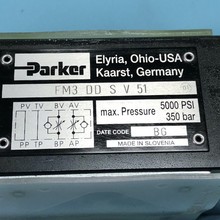 Parker
Elyria, Ohio-USA
Kaarst, Germany
FM3 DD S V 51
PV TV BV AV
PP TP BP AP
max. Pressure 5000 PSI
350 bar
DATE CODE BG
MADE IN SLOVENIA